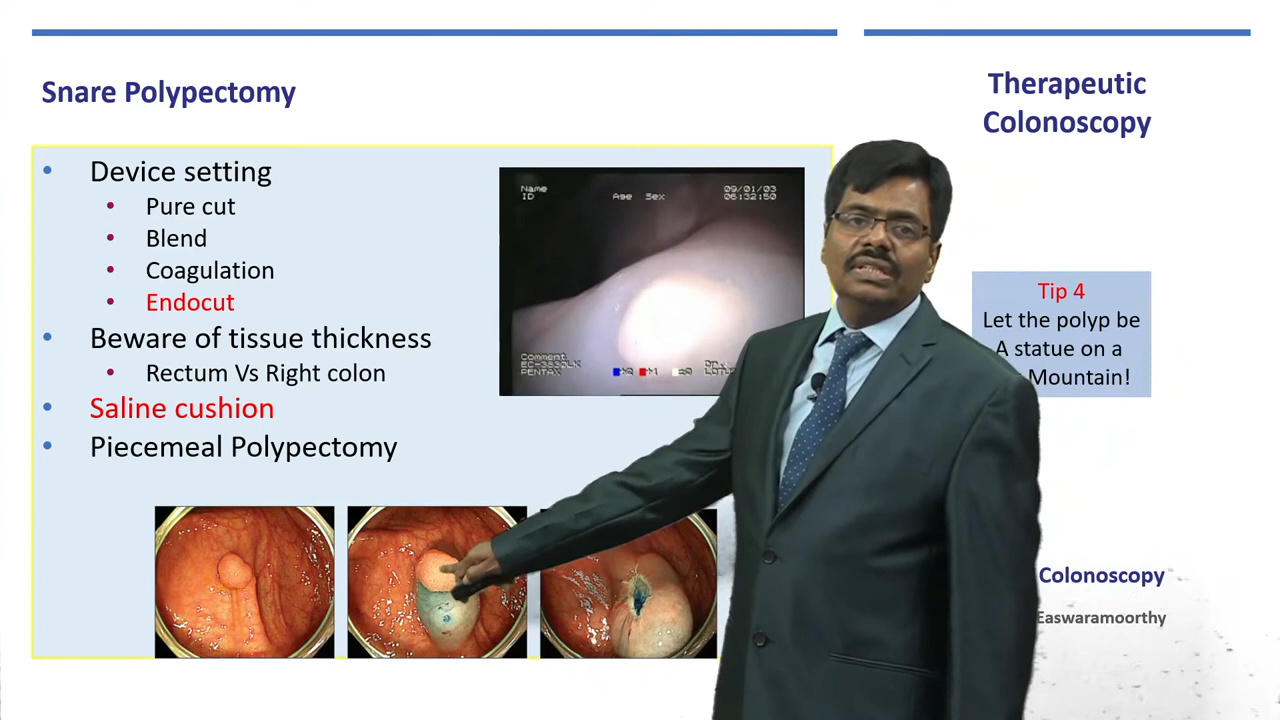 Snare Polypectomy
Therapeutic
Colonoscopy
• Device setting
• Pure cut
• Blend
• Coagulation
• Endocut
• Beware of tissue thickness
• Rectum Vs Right colon
• Saline cushion
• Piecemeal Polypectomy
Name
ID
Age Sex
09/01/03
06:32:50
Comment.
PENTAX
Tip 4
Let the polyp be
A statue on a
Mountain!
Colonoscopy
Easwaramoorthy